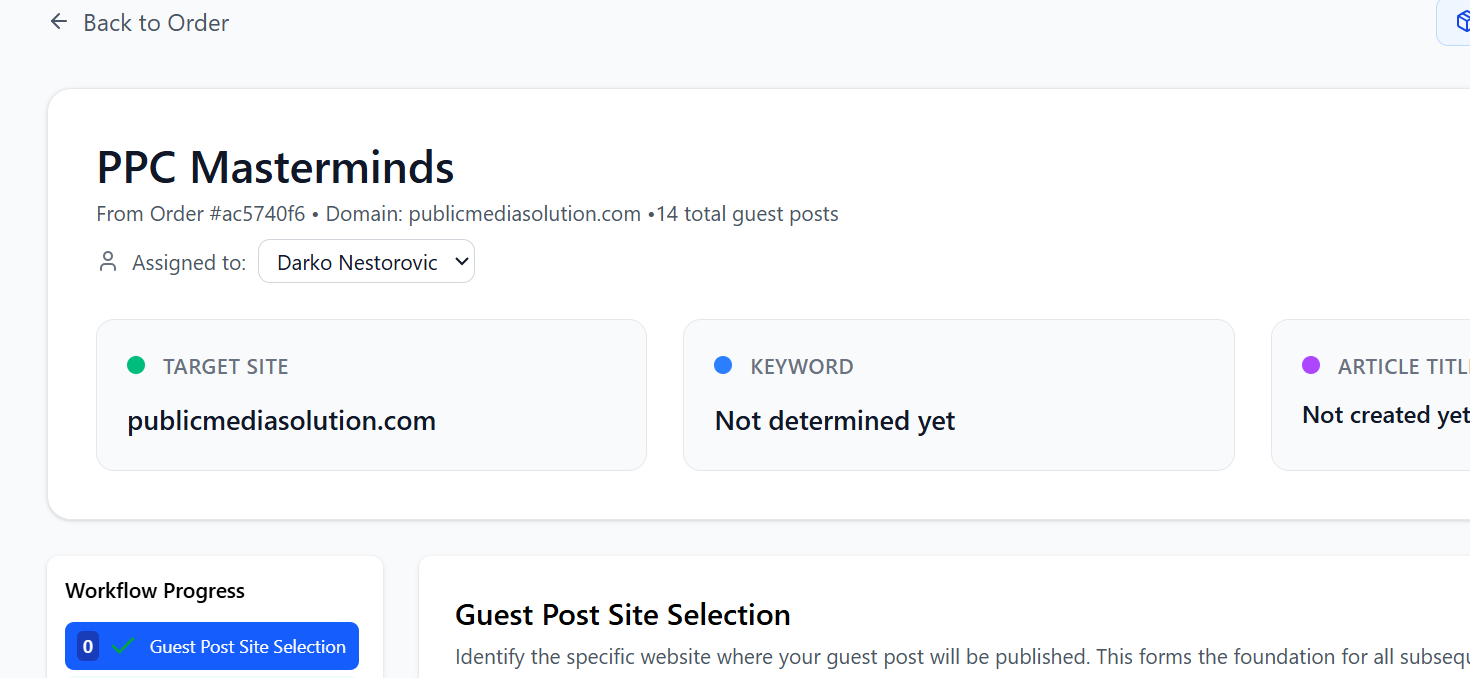 Back to Order
PPC Masterminds
From Order #ac5740f6 • Domain: publicmediasolution.com •14 total guest posts
Assigned to: Darko Nestorovic
TARGET SITE
publicmediasolution.com
KEYWORD
Not determined yet
ARTICLE TITL
Not created yet
Workflow Progress
0 Guest Post Site Selection
Guest Post Site Selection
Identify the specific website where your guest post will be published. This forms the foundation for all subsequ